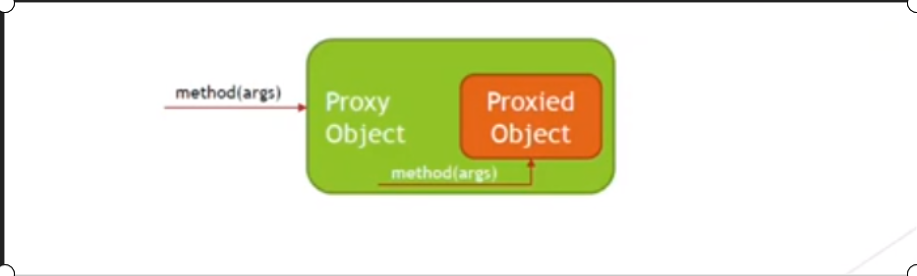 method(args)
Proxy
Object
Proxied
Object
method(args)